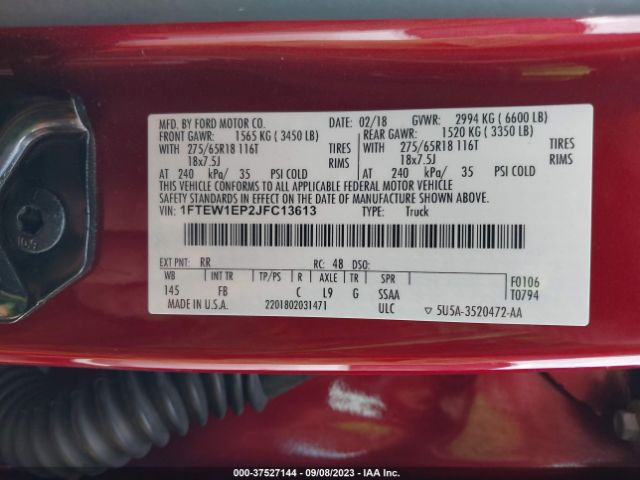 MFD. BY FORD MOTOR CO. DATE: 02/18 GVWR: 2994 KG (6600 LB)
FRONT GAWR: 1565 KG (3450 LB) REAR GAWR: 1520 KG (3350 LB)
WITH 275/65R18 116T TIRES WITH 275/65R18 116T TIRES
18x7.5J RIMS 18x7.5J RIMS
AT 240 kPa/ 35 PSI COLD AT 240 kPa/ 35 PSI COLD
THIS VEHICLE CONFORMS TO ALL APPLICABLE FEDERAL MOTOR VEHICLE
SAFETY STANDARDS IN EFFECT ON THE DATE OF MANUFACTURE SHOWN ABOVE.
VIN: 1FTEW1EP2JFC13613 TYPE: Truck
EXT PNT: RR RC: 48 DSO:
WB INT TR TP/PS R AXLE TR SPR F0106
145 FB C L9 G SSAA T0794
MADE IN U.S.A. 2201802031471 ULC ▽ 5U5A-3520472-AA
000-37527144 - 09/08/2023 - IAA Inc.